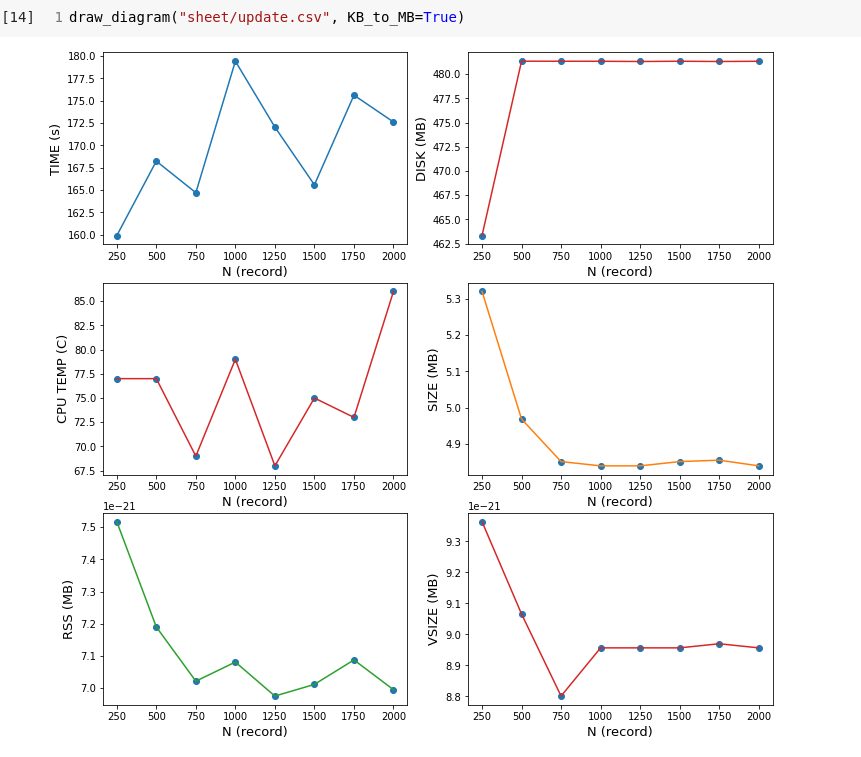 [14] 1 draw_diagram("sheet/update.csv", KB_to_MB=True)
180.0
177.5
175.0
172.5
170.0
167.5
165.0
162.5
160.0
TIME (s)
250 500 750 1000 1250 1500 1750 2000
N (record)
480.0
477.5
475.0
472.5
470.0
467.5
465.0
462.5
DISK (MB)
250 500 750 1000 1250 1500 1750 2000
N (record)
85.0
82.5
80.0
77.5
75.0
72.5
70.0
67.5
CPU TEMP (C)
250 500 750 1000 1250 1500 1750 2000
N (record)
5.3
5.2
5.1
5.0
4.9
SIZE (MB)
250 500 750 1000 1250 1500 1750 2000
N (record)
1e−21
7.5
7.4
7.3
7.2
7.1
7.0
RSS (MB)
250 500 750 1000 1250 1500 1750 2000
N (record)
1e−21
9.3
9.2
9.1
9.0
8.9
8.8
VSIZE (MB)
250 500 750 1000 1250 1500 1750 2000
N (record)